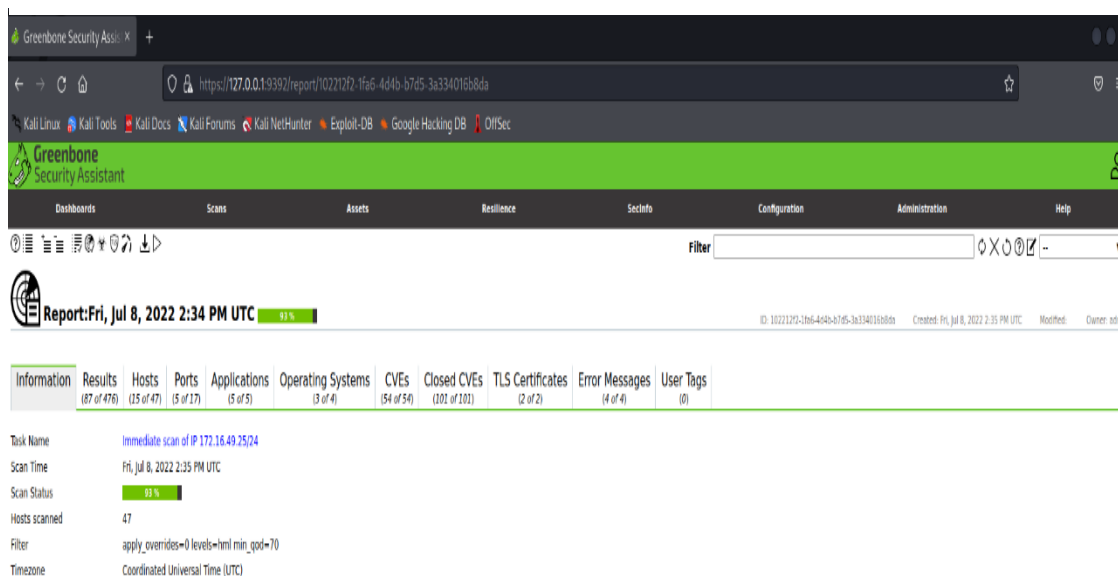 Greenbone Security Assis
https://127.0.0.1:9392/report/102212f2-1fa6-4d4b-b7d5-3a334016b8da
Kali Linux Kali Tools Kali Docs Kali Forums Kali NetHunter Exploit-DB Google Hacking DB OffSec
Greenbone
Security Assistant
Dashboards Scans Assets Resilience SecInfo Configuration Administration Help
Filter --
Report:Fri, Jul 8, 2022 2:34 PM UTC 93 %
ID: 102212f2-1fa6-4d4b-b7d5-3a334016b8da Created: Fri, Jul 8, 2022 2:35 PM UTC Modified: Owner: ad
Information Results Hosts Ports Applications Operating Systems CVEs Closed CVEs TLS Certificates Error Messages User Tags
(87 of 476) (15 of 47) (5 of 17) (5 of 5) (3 of 4) (54 of 54) (101 of 101) (2 of 2) (4 of 4) (0)
Task Name Immediate scan of IP 172.16.49.25/24
Scan Time Fri, Jul 8, 2022 2:35 PM UTC
Scan Status 93 %
Hosts scanned 47
Filter apply_overrides=0 levels=hml min_qod=70
Timezone Coordinated Universal Time (UTC)